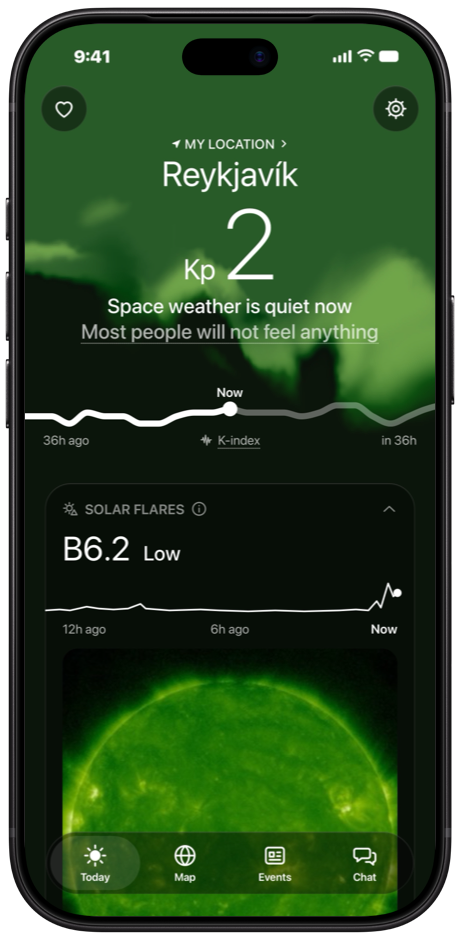 9:41
MY LOCATION
Reykjavík
Kp 2
Space weather is quiet now
Most people will not feel anything
Now
36h ago K-index in 36h
SOLAR FLARES
B6.2 Low
12h ago 6h ago Now
Today Map Events Chat